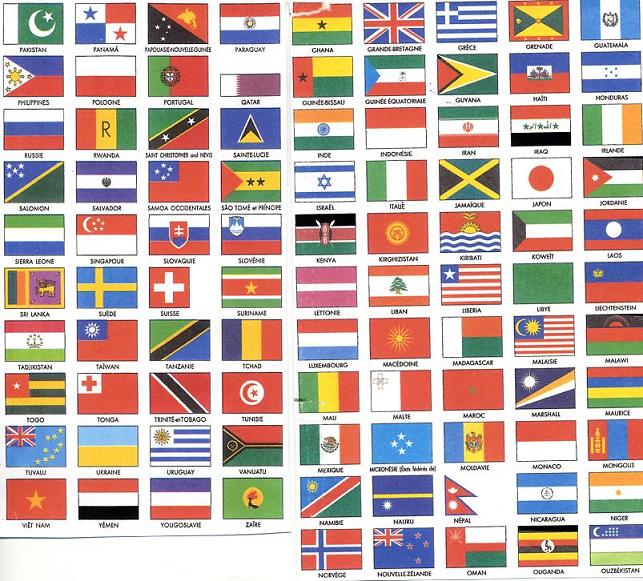 PAKISTAN PANAMÁ PAPOUASIE-NOUVELLE-GUINÉE PARAGUAY
PHILIPPINES POLOGNE PORTUGAL QATAR
RUSSIE RWANDA SAINT CHRISTOPHER and NEVIS SAINTE-LUCIE
R
SALOMON SALVADOR SAMOA OCCIDENTALES SÃO TOMÉ et PRÍNCIPE
SIERRA LEONE SINGAPOUR SLOVAQUIE SLOVÉNIE
SRI LANKA SUÈDE SUISSE SURINAME
TADJIKISTAN TAÏWAN TANZANIE TCHAD
TOGO TONGA TRINITÉ-et-TOBAGO TUNISIE
TUVALU UKRAINE URUGUAY VANUATU
VIÊT NAM YÉMEN YOUGOSLAVIE ZAÏRE
GHANA GRANDE-BRETAGNE GRÈCE GRENADE GUATEMALA
GUINÉE-BISSAU GUINÉE ÉQUATORIALE GUYANA HAÏTI HONDURAS
INDE INDONÉSIE IRAN IRAQ IRLANDE
ISRAËL ITALIE JAMAÏQUE JAPON JORDANIE
KENYA KIRGHIZISTAN KIRIBATI KOWEÏT LAOS
LETTONIE LIBAN LIBERIA LIBYE LIECHTENSTEIN
LUXEMBOURG MACÉDOINE MADAGASCAR MALAISIE MALAWI
MALI MALTE MAROC MARSHALL MAURICE
MEXIQUE MICRONÉSIE (États fédérés de) MOLDAVIE MONACO MONGOLIE
NAMIBIE NAURU NÉPAL NICARAGUA NIGER
NORVÈGE NOUVELLE-ZÉLANDE OMAN OUGANDA OUZBÉKISTAN